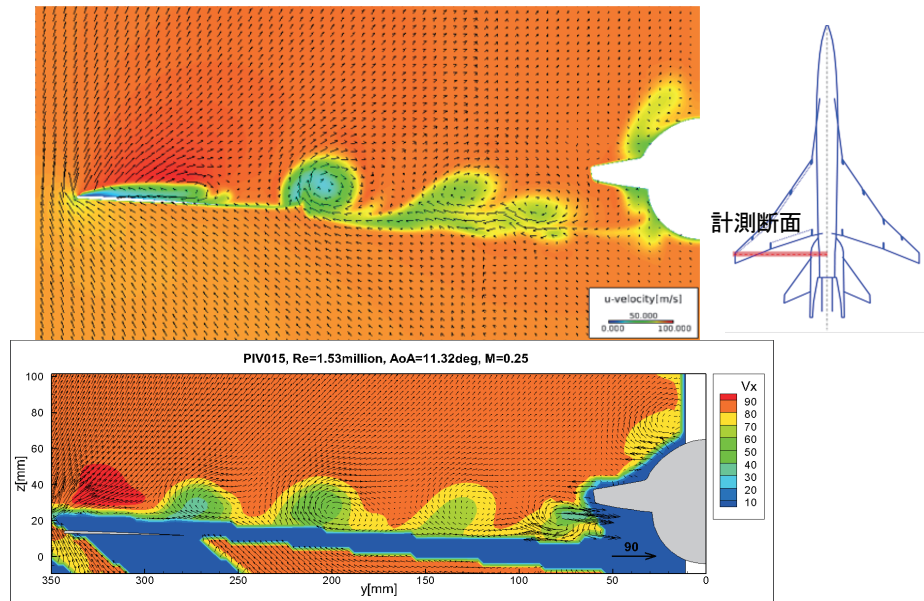 計測断面
u-velocity[m/s]
50.000
0.000 100.000
PIV015, Re=1.53million, AoA=11.32deg, M=0.25
100
80
60
40
20
0
z[mm]
350 300 250 200 150 100 50 0
y[mm]
90
Vx
90
80
70
60
50
40
30
20
10